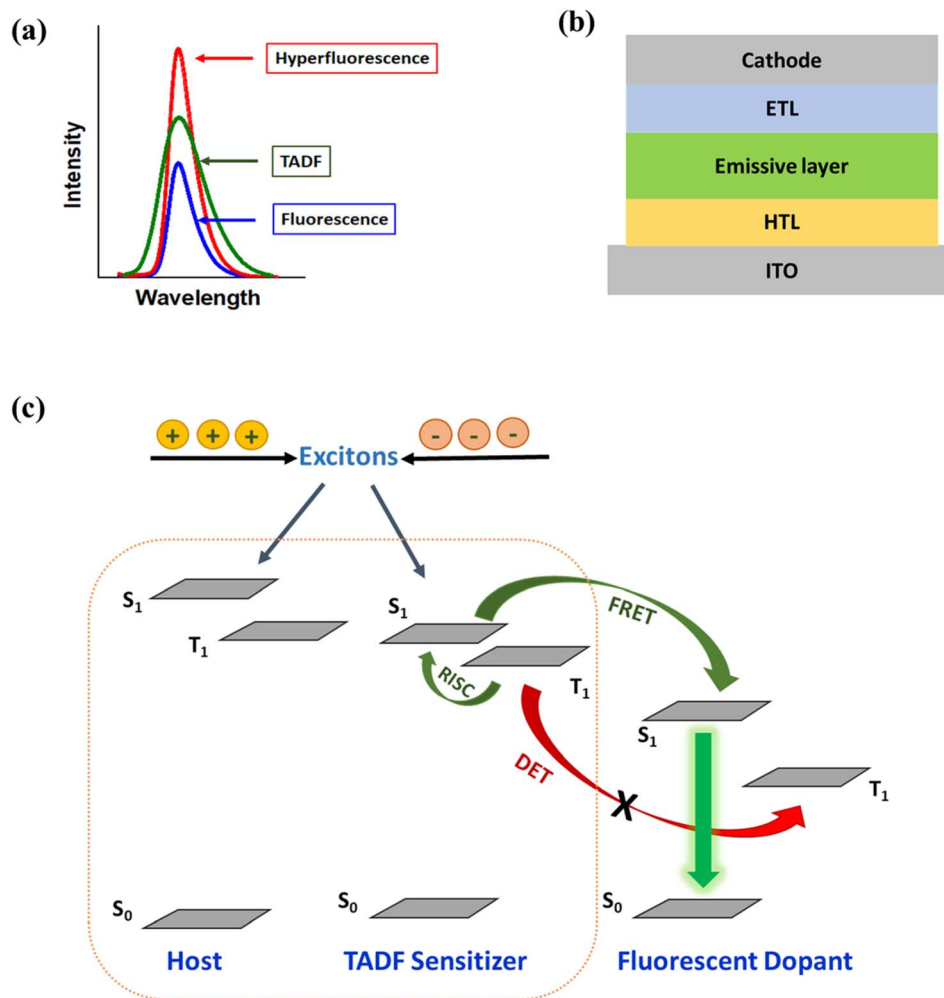 (a)
Hyperfluorescence
TADF
Fluorescence
Intensity
Wavelength
(b)
Cathode
ETL
Emissive layer
HTL
ITO
(c)
+ + + Excitons - - -
S1
T1
S0
Host
S1
T1
RISC
S0
TADF Sensitizer
FRET
DET
X
S1
T1
S0
Fluorescent Dopant